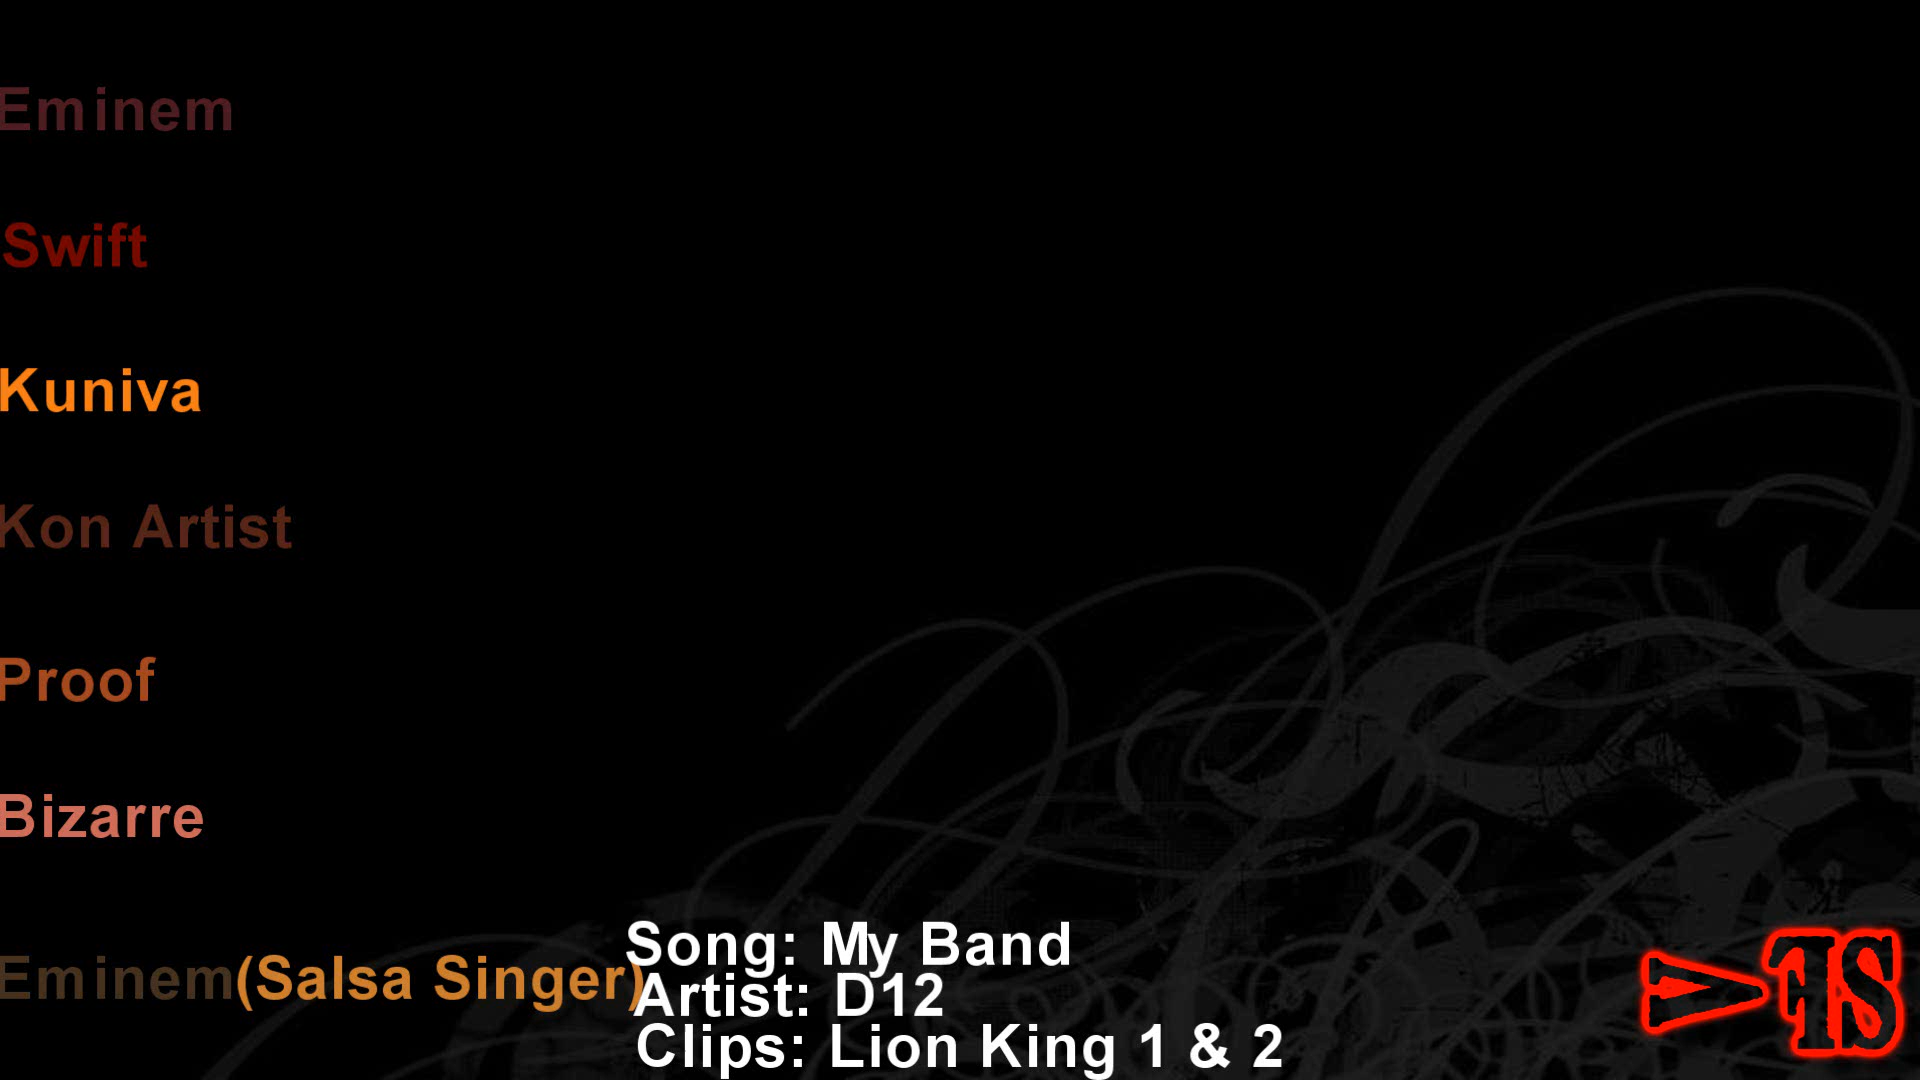 Eminem
Swift
Kuniva
Kon Artist
Proof
Bizarre
Eminem(Salsa Singer)
Song: My Band
Artist: D12
Clips: Lion King 1 & 2